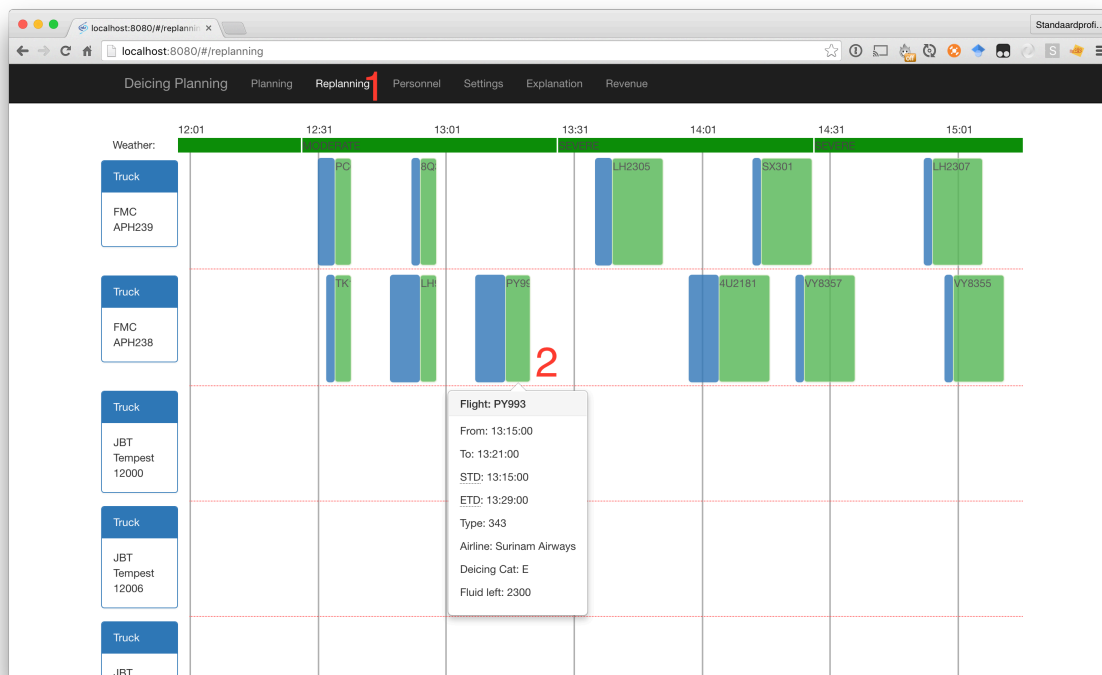 localhost:8080/#/replannin
Standaardprofi...
localhost:8080/#/replanning
off
S
Deicing Planning Planning Replanning 1 Personnel Settings Explanation Revenue
12:01 12:31 13:01 13:31 14:01 14:31 15:01
Weather: MODERATE SEVERE SEVERE
Truck
FMC
APH239
PC 8Q LH2305 SX301 LH2307
Truck
FMC
APH238
TK LH PY99 4U2181 VY8357 VY8355
2
Truck
JBT
Tempest
12000
Flight: PY993
From: 13:15:00
To: 13:21:00
STD: 13:15:00
ETD: 13:29:00
Type: 343
Airline: Surinam Airways
Deicing Cat: E
Fluid left: 2300
Truck
JBT
Tempest
12006
Truck
JBT